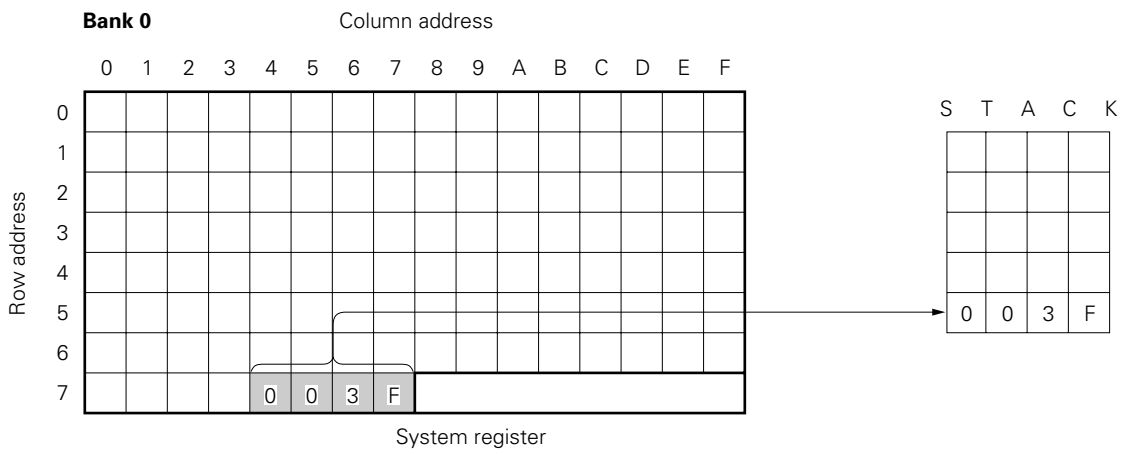 Bank 0 Column address
0 1 2 3 4 5 6 7 8 9 A B C D E F
S T A C K
Row address
0
1
2
3
4
5
0 0 3 F
6
7
0 0 3 F
System register